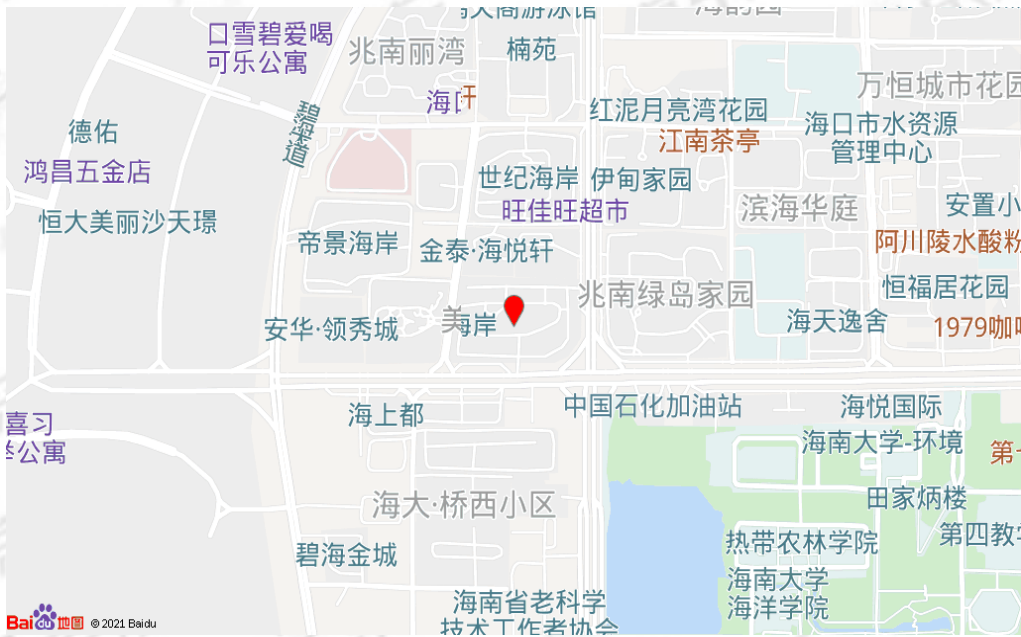 口雪碧爱喝
可乐公寓
兆南丽湾
楠苑
万恒城市花园
碧海大道
红泥月亮湾花园
江南茶亭
海口市水资源
管理中心
德佑
鸿昌五金店
世纪海岸
伊甸家园
旺佳旺超市
滨海华庭
安置小
恒大美丽沙天璟
帝景海岸
金泰·海悦轩
阿川陵水酸粉
恒福居花园
兆南绿岛家园
美
海岸
安华·领秀城
海天逸舍
1979咖啡
喜习
公寓
海上都
中国石化加油站
海悦国际
海南大学-环境
第
田家炳楼
海大·桥西小区
碧海金城
热带农林学院
第四教学
海南大学
海洋学院
海南省老科学
技术工作者协会
Bai du 地图 © 2021 Baidu